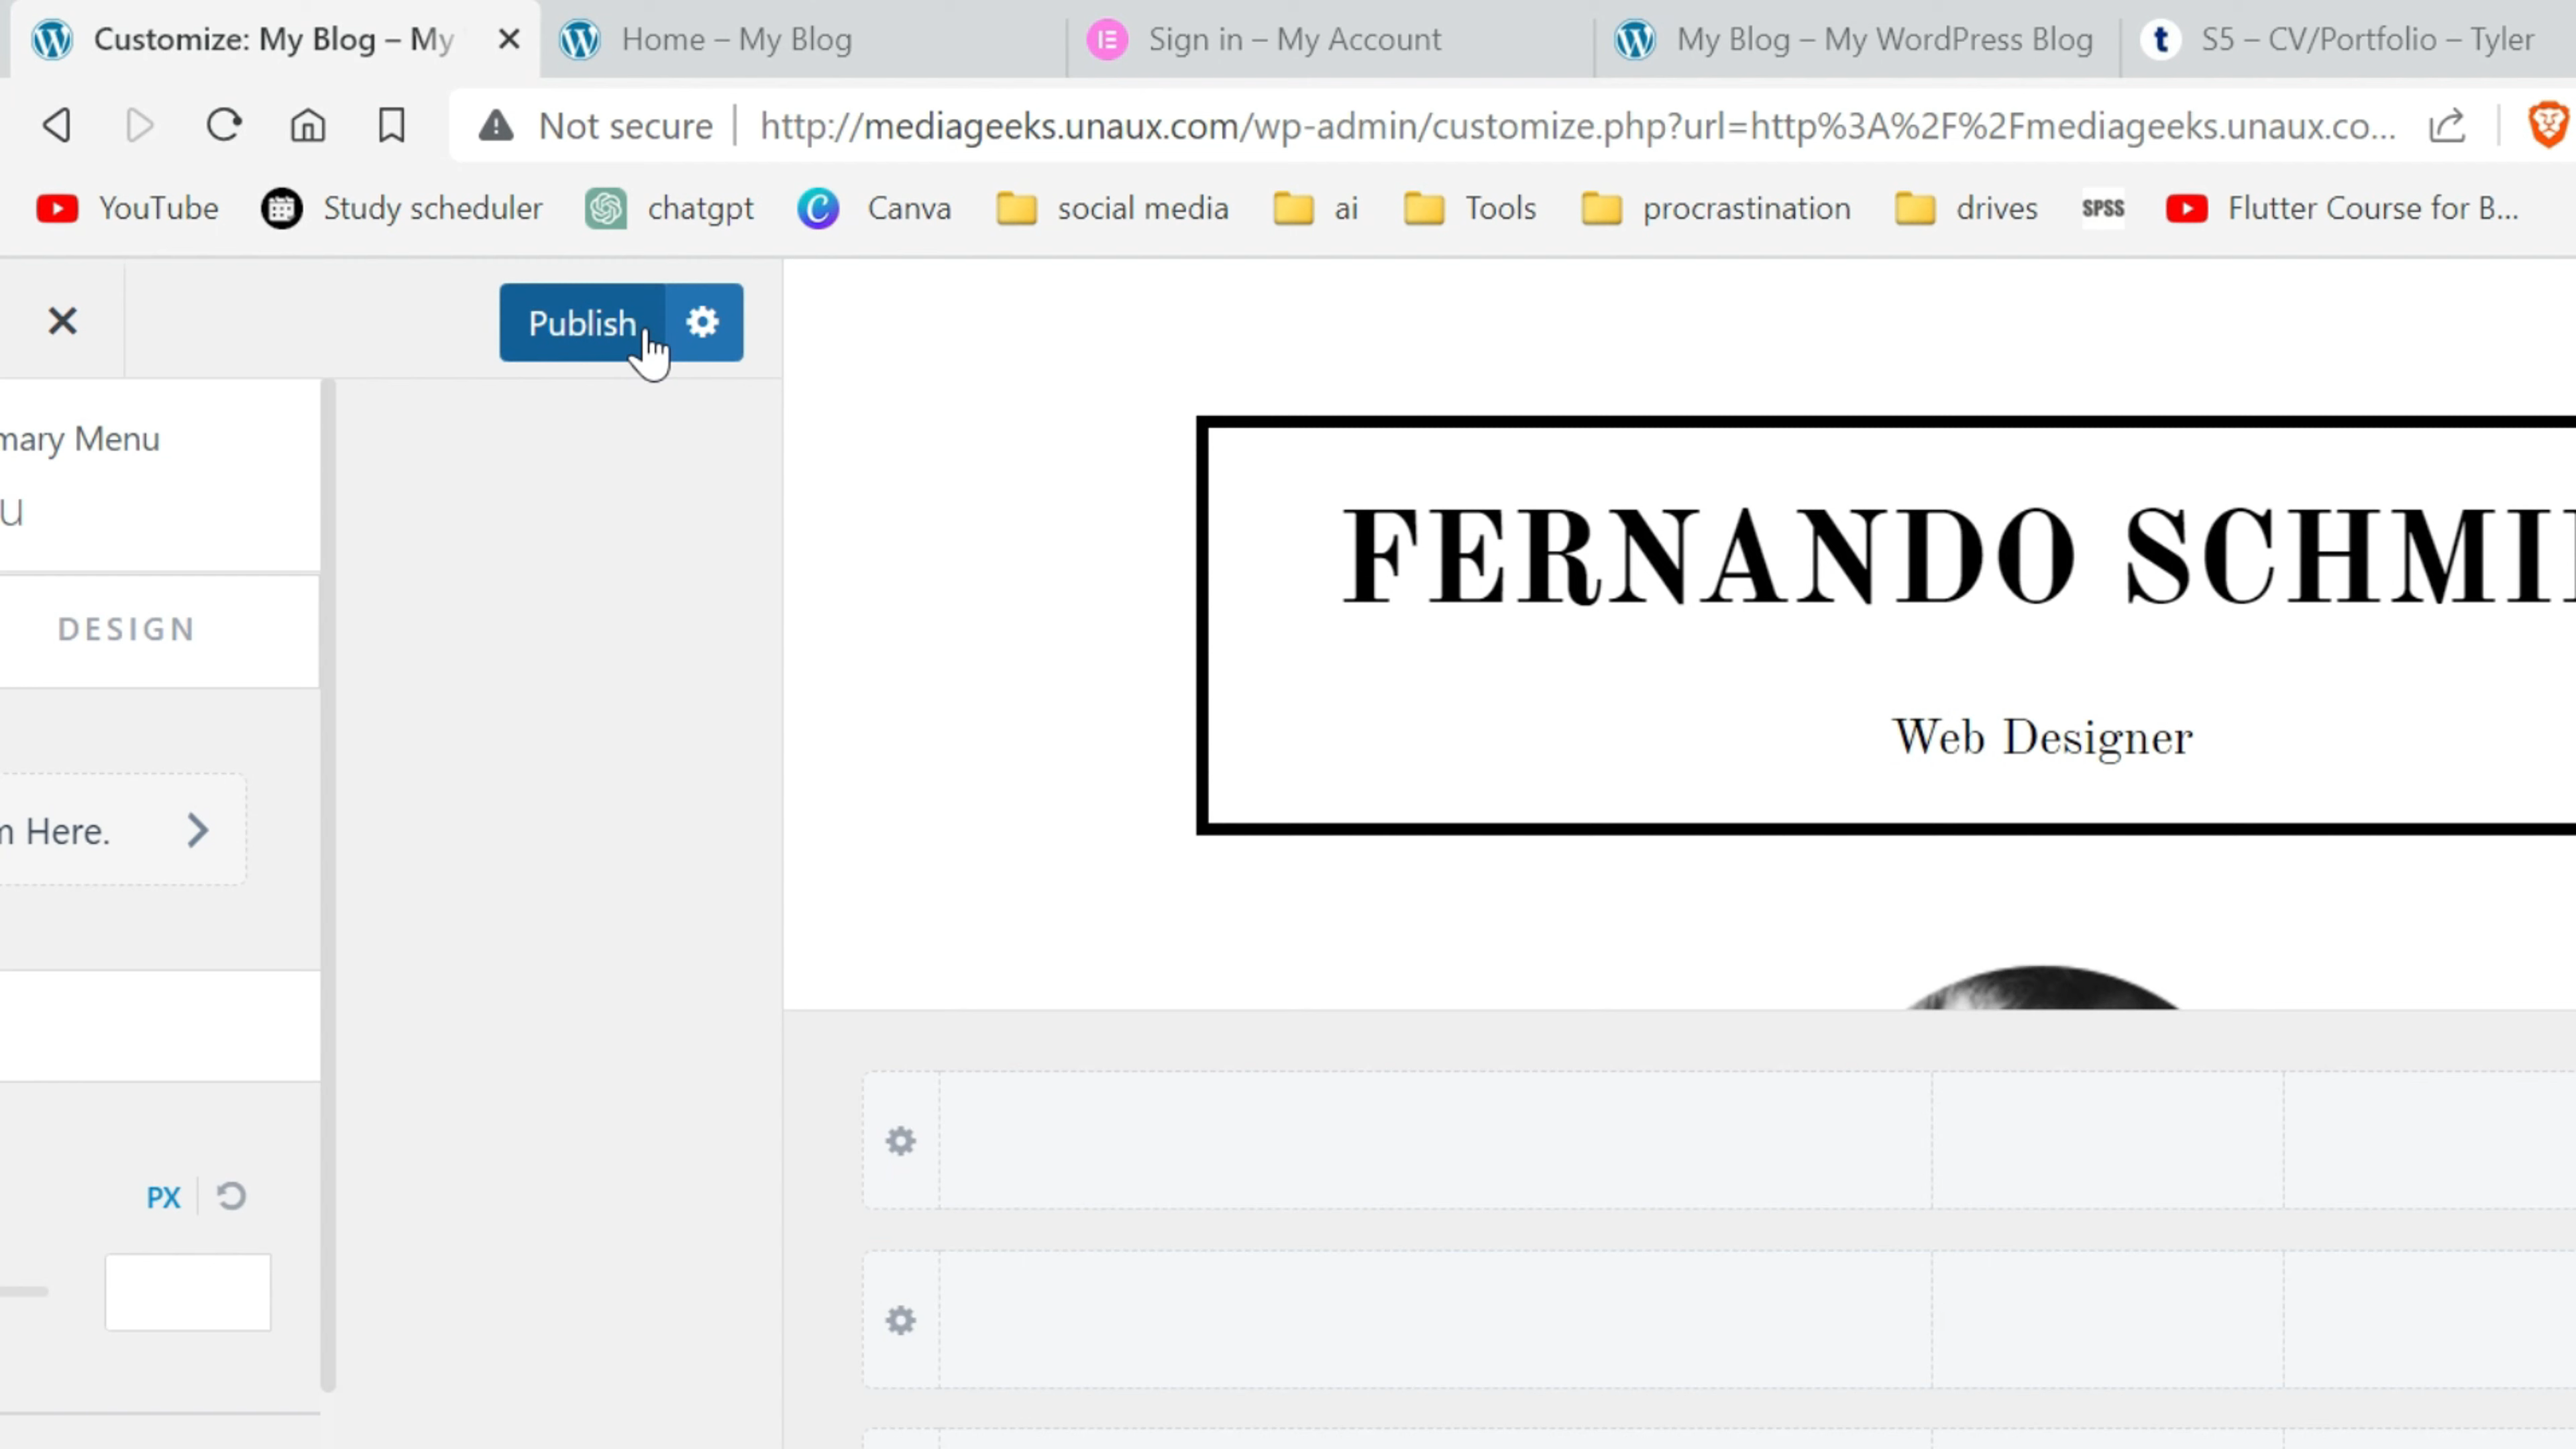 Customize: My Blog – My
Home – My Blog
Sign in – My Account
My Blog – My WordPress Blog
t
S5 – CV/Portfolio – Tyler
Not secure
http://mediageeks.unaux.com/wp-admin/customize.php?url=http%3A%2F%2Fmediageeks.unaux.co...
YouTube
Study scheduler
chatgpt
Canva
social media
ai
Tools
procrastination
drives
SPSS
Flutter Course for B...
Publish
mary Menu
u
DESIGN
n Here.
PX
FERNANDO SCHMI
Web Designer